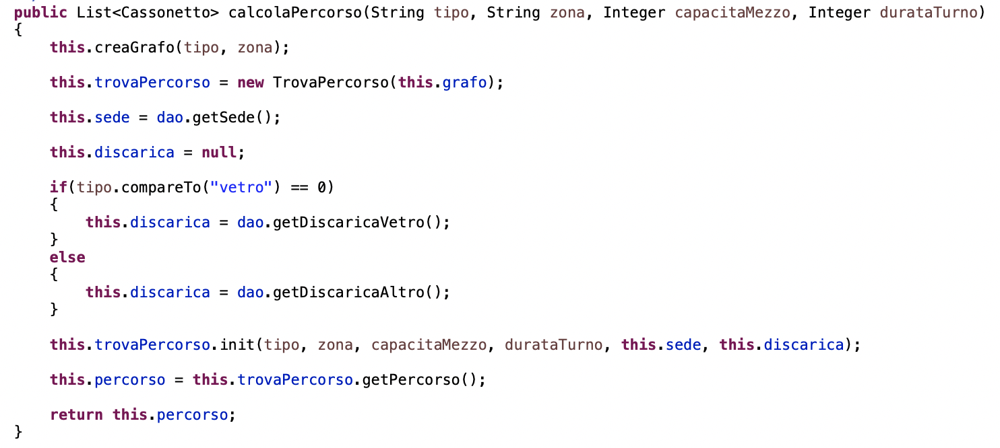 public List<Cassonetto> calcolaPercorso(String tipo, String zona, Integer capacitaMezzo, Integer durataTurno)
{
    this.creaGrafo(tipo, zona);

    this.trovaPercorso = new TrovaPercorso(this.grafo);

    this.sede = dao.getSede();

    this.discarica = null;

    if(tipo.compareTo("vetro") == 0)
    {
        this.discarica = dao.getDiscaricaVetro();
    }
    else
    {
        this.discarica = dao.getDiscaricaAltro();
    }

    this.trovaPercorso.init(tipo, zona, capacitaMezzo, durataTurno, this.sede, this.discarica);

    this.percorso = this.trovaPercorso.getPercorso();

    return this.percorso;
}